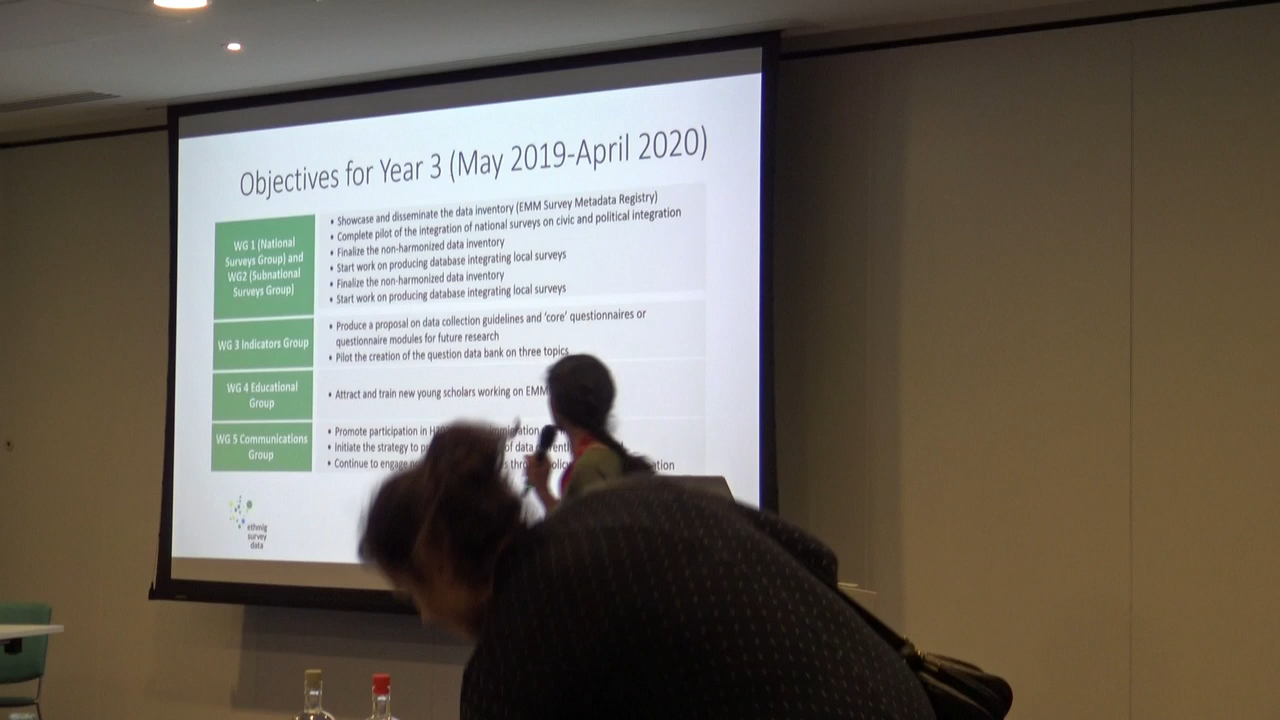 Objectives for Year 3 (May 2019-April 2020)
WG 1 (National
Surveys Group) and
WG2 (Subnational
Surveys Group)
• Showcase and disseminate the data inventory (EMM Survey Metadata Registry)
• Complete pilot of the integration of national surveys on civic and political integration
• Finalize the non-harmonized data inventory
• Start work on producing database integrating local surveys
• Finalize the non-harmonized data inventory
• Start work on producing database integrating local surveys
WG 3 Indicators Group
• Produce a proposal on data collection guidelines and 'core' questionnaires or
questionnaire modules for future research
• Pilot the creation of the question data bank on three topics
WG 4 Educational
Group
• Attract and train new young scholars working on EMM
WG 5 Communications
Group
• Promote participation in
• Initiate the strategy to of data
• Continue to engage
ethmig
survey
data